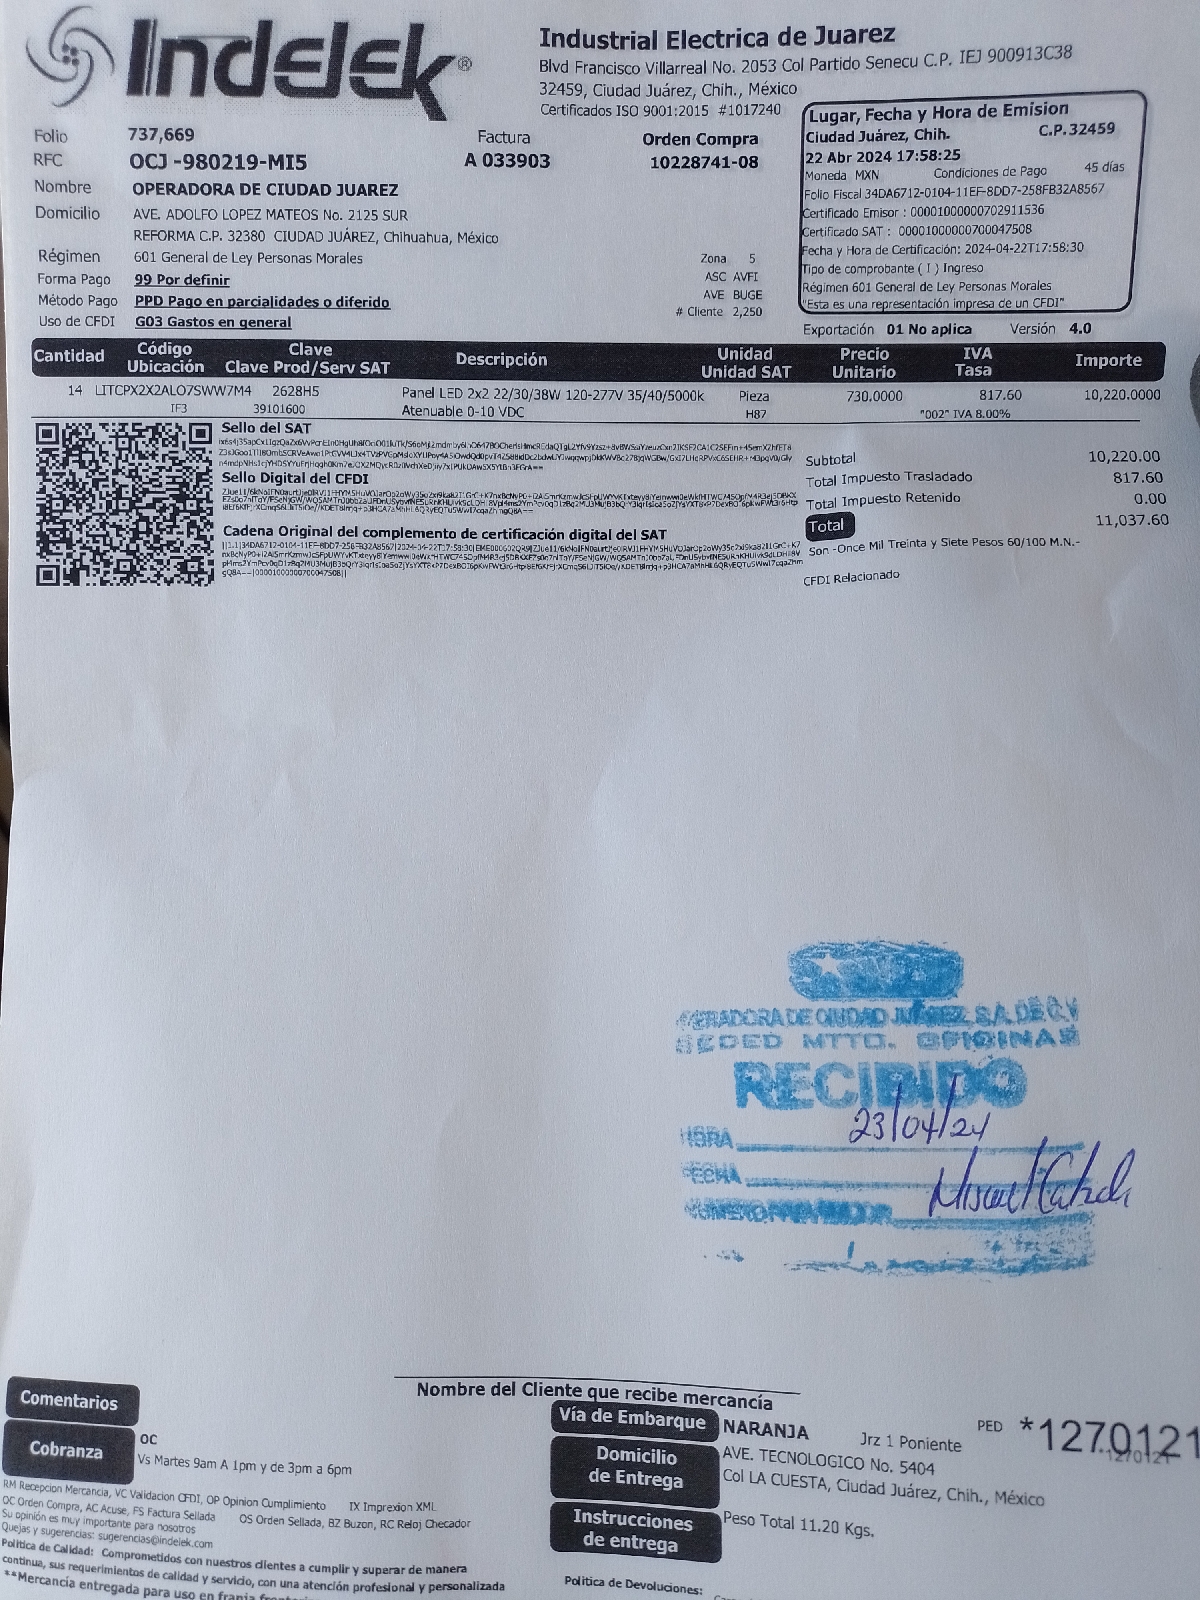 Indelek®
Industrial Electrica de Juarez
Blvd Francisco Villarreal No. 2053 Col Partido Senecu C.P. IEJ 900913C38
32459, Ciudad Juárez, Chih., México
Certificados ISO 9001:2015 #1017240
Folio 737,669
Factura
A 033903
Orden Compra
10228741-08
RFC OCJ -980219-MI5
Nombre OPERADORA DE CIUDAD JUAREZ
Domicilio AVE. ADOLFO LOPEZ MATEOS No. 2125 SUR
REFORMA C.P. 32380 CIUDAD JUÁREZ, Chihuahua, México
Régimen 601 General de Ley Personas Morales
Forma Pago 99 Por definir
Método Pago PPD Pago en parcialidades o diferido
Uso de CFDI G03 Gastos en general
Zona 5
ASC AVFI
AVE BUGE
# Cliente 2,250
Lugar, Fecha y Hora de Emision
Ciudad Juárez, Chih. C.P.32459
22 Abr 2024 17:58:25
Moneda MXN Condiciones de Pago 45 días
Folio Fiscal 34DA6712-0104-11EF-8DD7-258FB32A8567
Certificado Emisor : 00001000000702911536
Certificado SAT : 00001000000700047508
Fecha y Hora de Certificación: 2024-04-22T17:58:30
Tipo de comprobante ( I ) Ingreso
Régimen 601 General de Ley Personas Morales
"Esta es una representación impresa de un CFDI"
Exportación 01 No aplica Versión 4.0
Cantidad Código Ubicación Clave Clave Prod/Serv SAT Descripción Unidad Unidad SAT Precio Unitario IVA Tasa Importe
14 LITCPX2X2ALO7SWW7M4 2628H5 Panel LED 2x2 22/30/38W 120-277V 35/40/5000k Pieza 730.0000 817.60 10,220.0000
IF3 39101600 Atenuable 0-10 VDC H87 "002" IVA 8.00%
Sello del SAT
Sello Digital del CFDI
Cadena Original del complemento de certificación digital del SAT
Subtotal 10,220.00
Total Impuesto Trasladado 817.60
Total Impuesto Retenido 0.00
Total 11,037.60
Son -Once Mil Treinta y Siete Pesos 60/100 M.N.-
CFDI Relacionado
ERADORA DE CIUDAD JUÁREZ, S.A. DE C.V
MTTO. OFICINAS
RECIBIDO
23/04/24
HORA
FECHA
Nombre del Cliente que recibe mercancía
Comentarios
Cobranza OC
Vs Martes 9am A 1pm y de 3pm a 6pm
Vía de Embarque NARANJA Jrz 1 Poniente PED *1270121
1270121
Domicilio de Entrega AVE. TECNOLOGICO No. 5404
Col LA CUESTA, Ciudad Juárez, Chih., México
Instrucciones de entrega Peso Total 11.20 Kgs.
RM Recepcion Mercancia, VC Validacion CFDI, OP Opinion Cumplimiento IX Imprexion XML
OC Orden Compra, AC Acuse, FS Factura Sellada OS Orden Sellada, BZ Buzon, RC Reloj Checador
Su opinión es muy importante para nosotros
Quejas y sugerencias: sugerencias@indelek.com
Política de Calidad: Comprometidos con nuestros clientes a cumplir y superar de manera
continua, sus requerimientos de calidad y servicio, con una atención profesional y personalizada
**Mercancía entregada para uso en franja
Politica de Devoluciones: